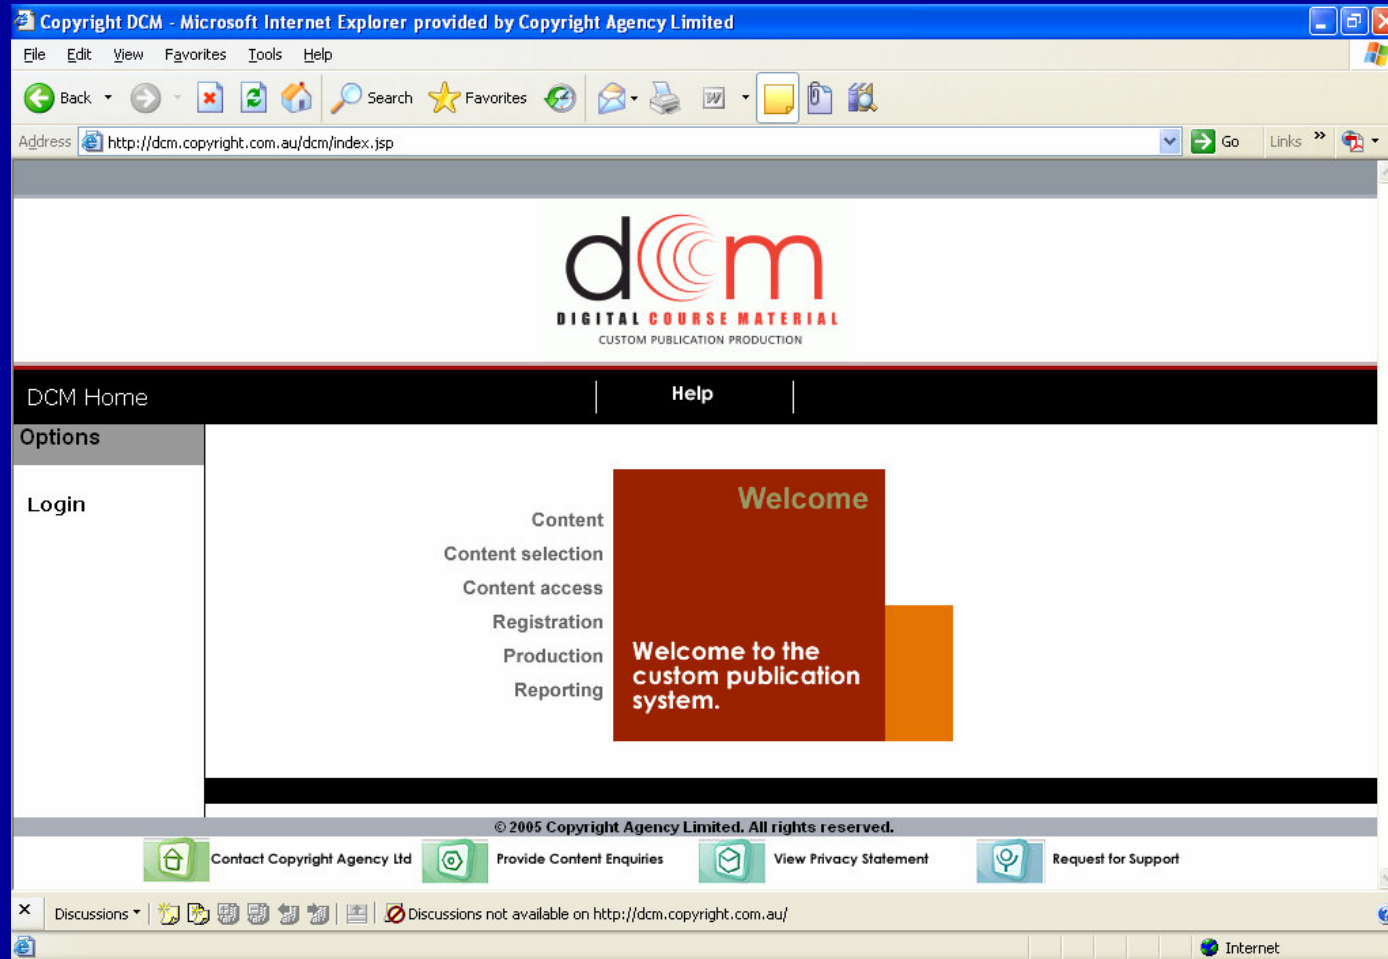 Copyright DCM - Microsoft Internet Explorer provided by Copyright Agency Limited
File Edit View Favorites Tools Help
Back Search Favorites
Address http://dcm.copyright.com.au/dcm/index.jsp Go Links »
dcm
DIGITAL COURSE MATERIAL
CUSTOM PUBLICATION PRODUCTION
DCM Home Help
Options
Login
Content
Content selection
Content access
Registration
Production
Reporting
Welcome
Welcome to the
custom publication
system.
© 2005 Copyright Agency Limited. All rights reserved.
Contact Copyright Agency Ltd Provide Content Enquiries View Privacy Statement Request for Support
Discussions Discussions not available on http://dcm.copyright.com.au/
Internet